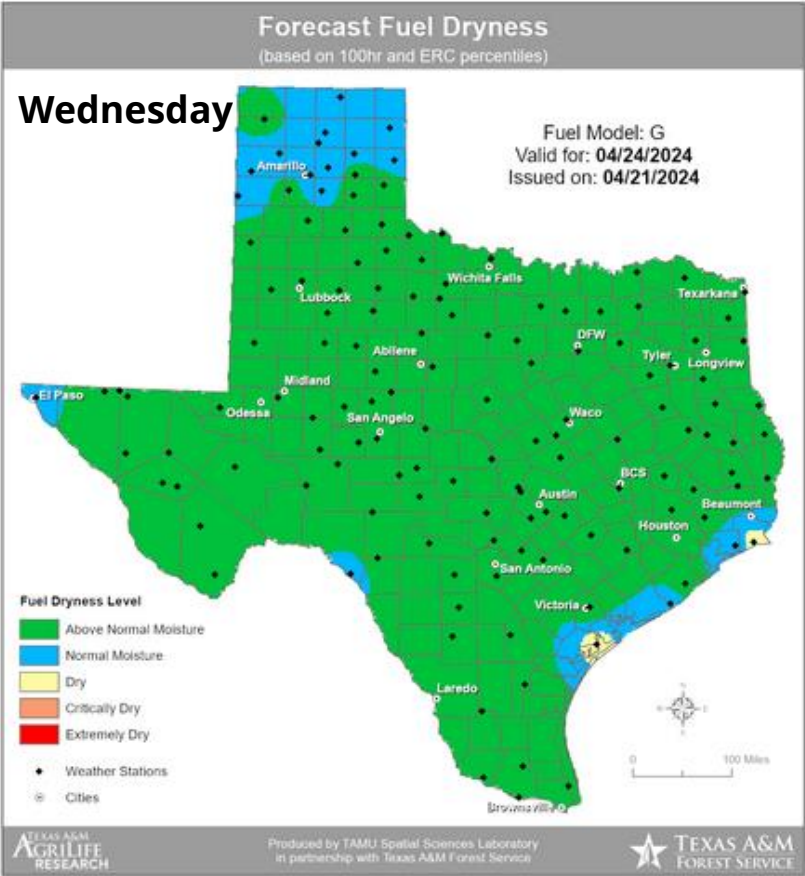 Forecast Fuel Dryness
(based on 100hr and ERC percentiles)
Wednesday
Fuel Model: G
Valid for: 04/24/2024
Issued on: 04/21/2024
Amarillo
Wichita Falls
Lubbock
Texarkana
DFW
Abilene
Tyler
Longview
Midland
El Paso
Odessa
San Angelo
Waco
BCS
Austin
Beaumont
Houston
San Antonio
Victoria
Laredo
Brownsville
Fuel Dryness Level
Above Normal Moisture
Normal Moisture
Dry
Critically Dry
Extremely Dry
Weather Stations
Cities
0 100 Miles
TEXAS A&M
AGRILIFE
RESEARCH
Produced by TAMU Spatial Sciences Laboratory
in partnership with Texas A&M Forest Service
TEXAS A&M
FOREST SERVICE